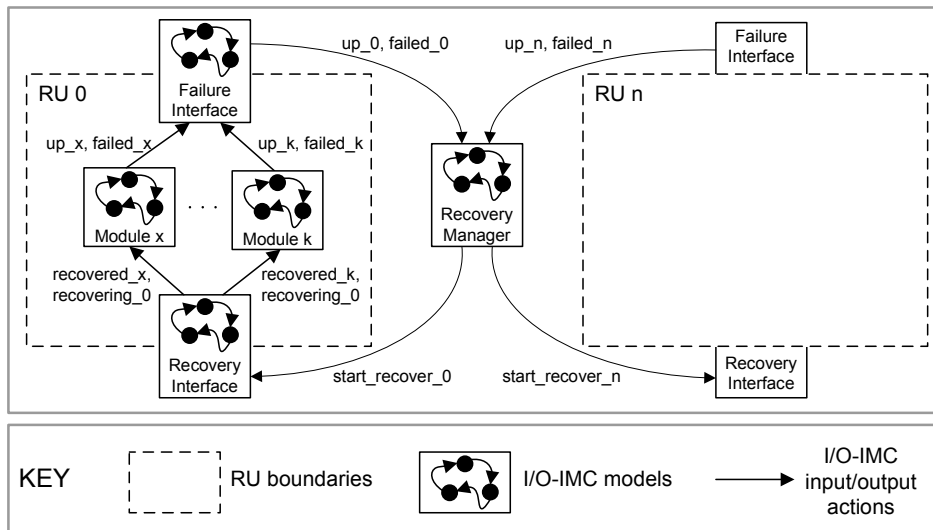 up_0, failed_0
up_n, failed_n
Failure
Interface
RU 0
Failure
Interface
RU n
up_x, failed_x
up_k, failed_k
Module x
. . .
Module k
Recovery
Manager
recovered_x,
recovering_0
recovered_k,
recovering_0
Recovery
Interface
start_recover_0
start_recover_n
Recovery
Interface
KEY
RU boundaries
I/O-IMC models
I/O-IMC
input/output
actions